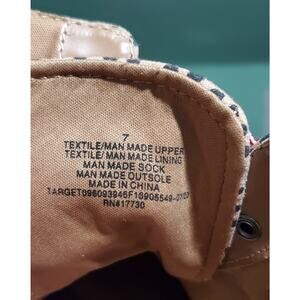 7
TEXTILE/MAN MADE UPPER
TEXTILE/MAN MADE LINING
MAN MADE SOCK
MAN MADE OUTSOLE
MADE IN CHINA
RN#17730